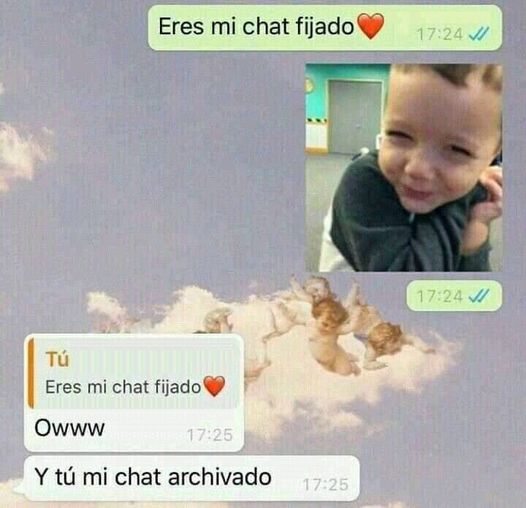 Eres mi chat fijado❤️ 17:24
17:24
Tú
Eres mi chat fijado❤️
Owww 17:25
Y tú mi chat archivado 17:25